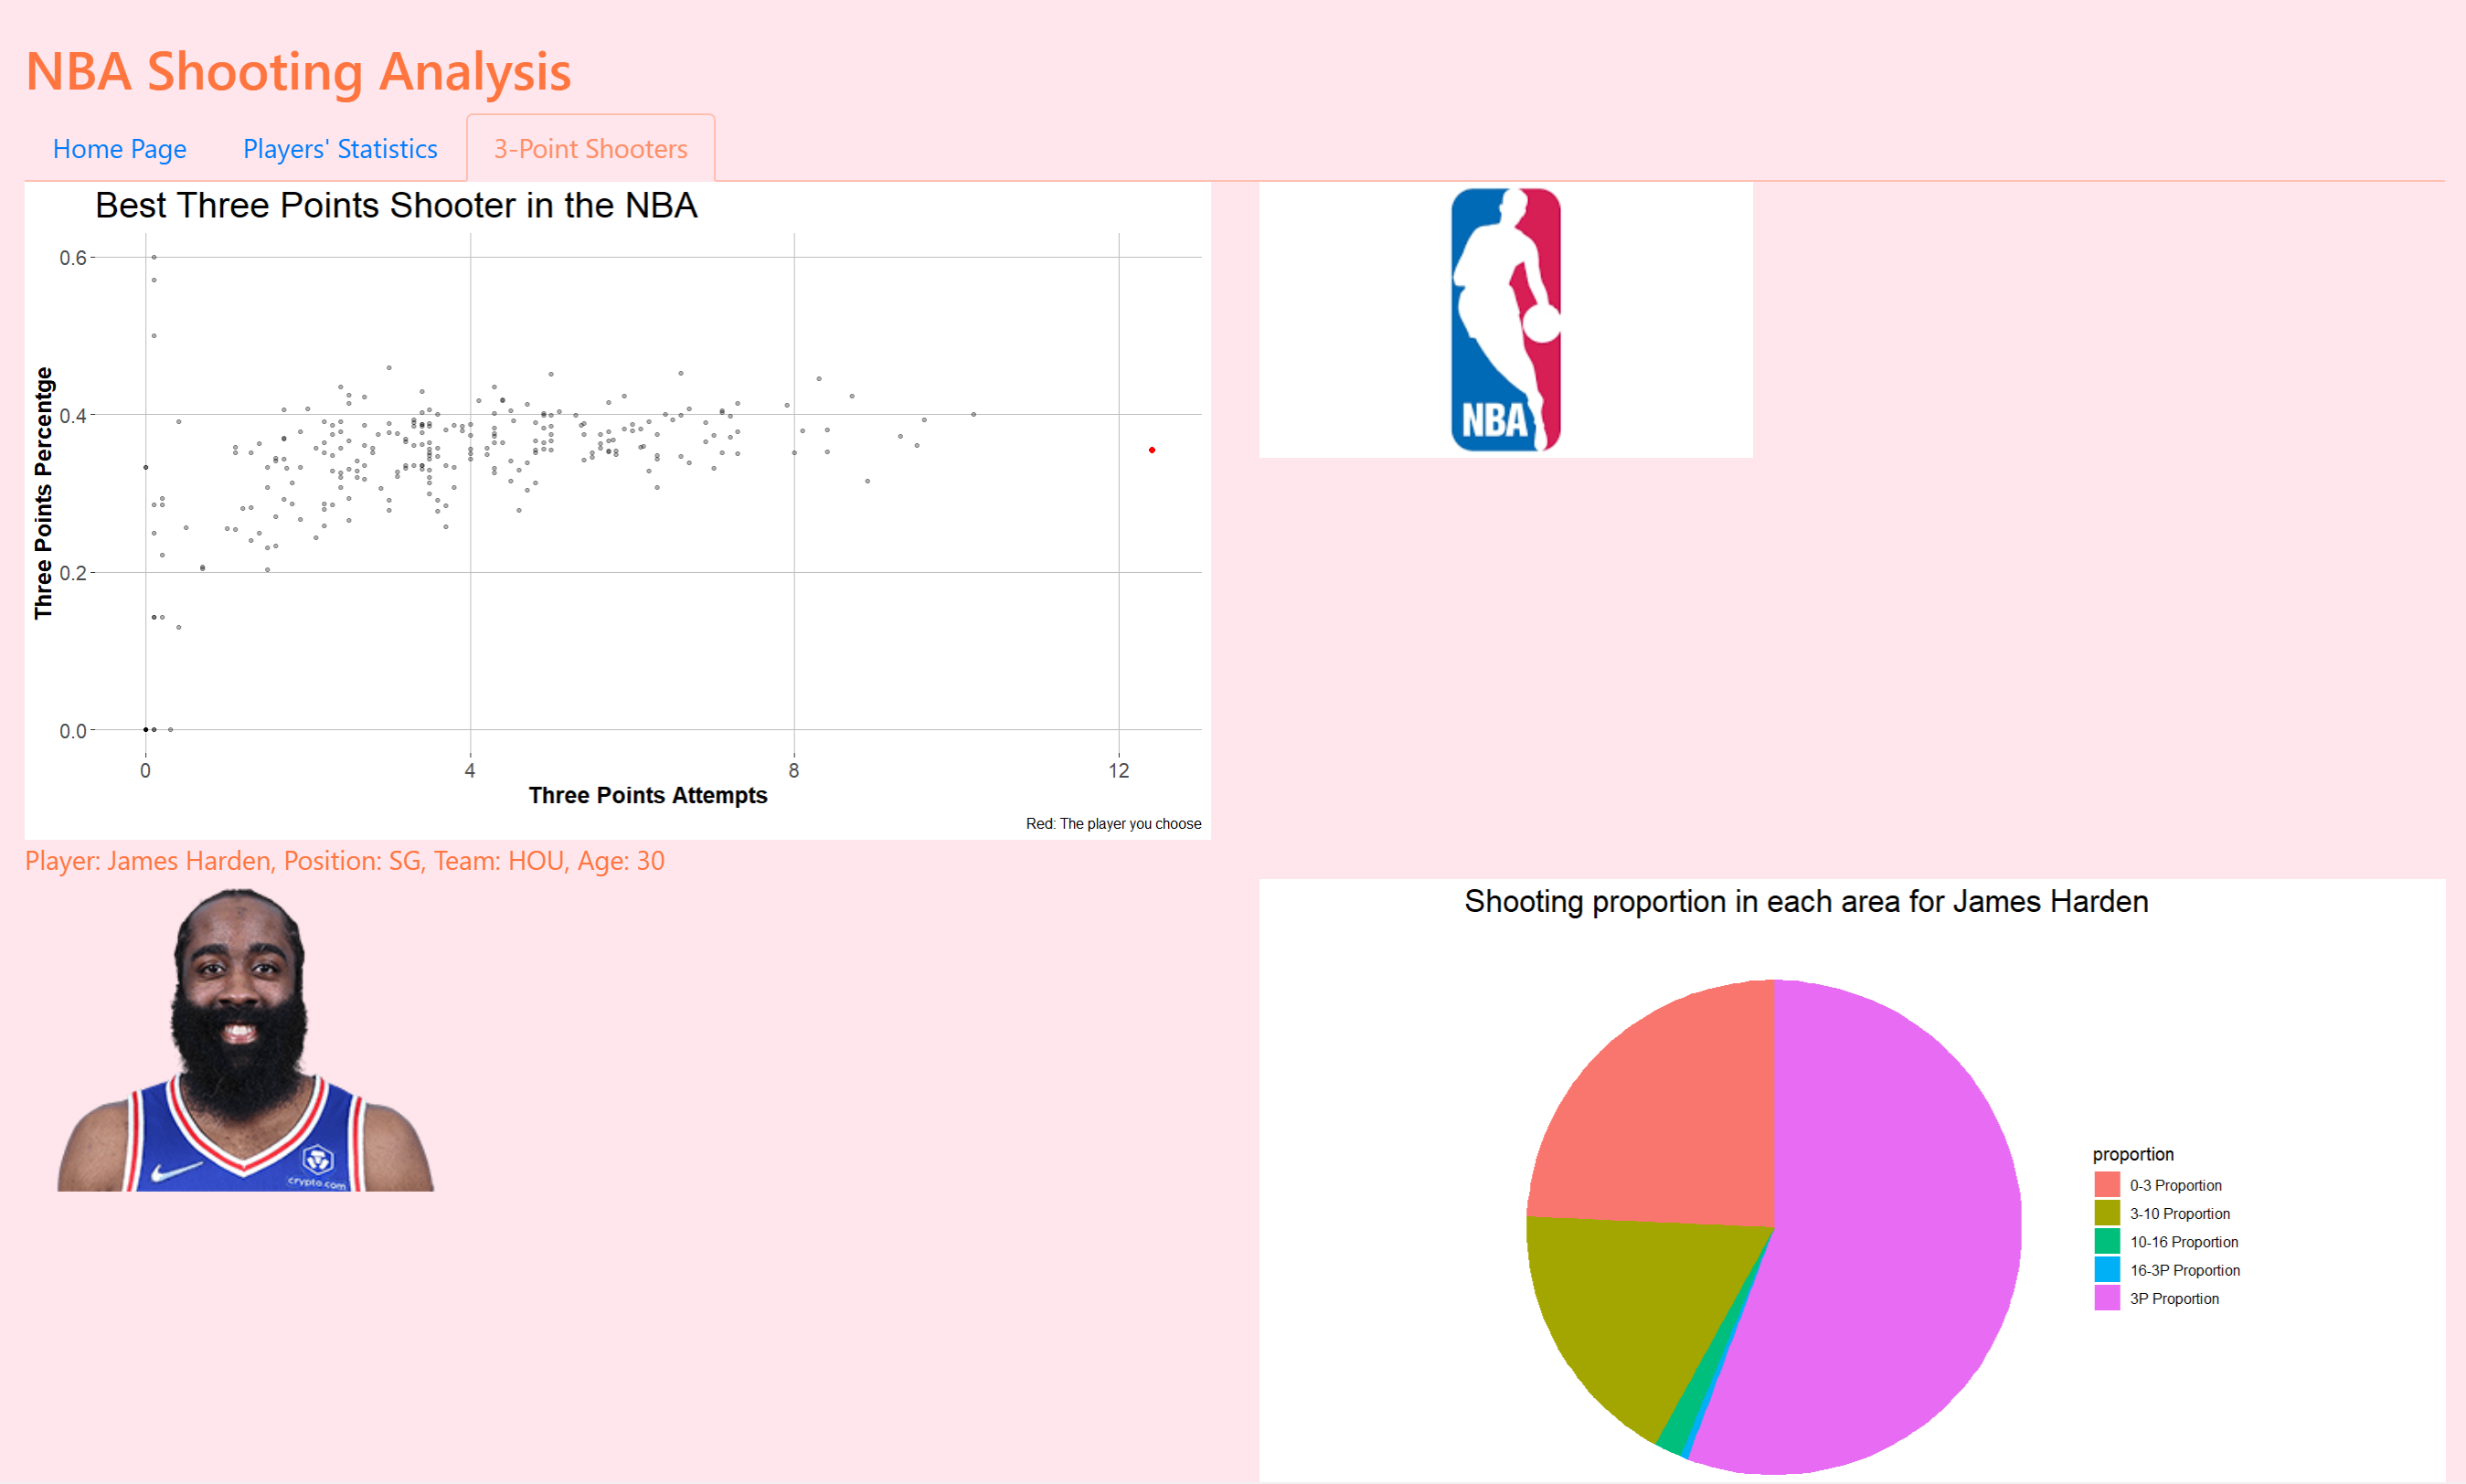 NBA Shooting Analysis
Home Page
Players' Statistics
3-Point Shooters
Best Three Points Shooter in the NBA
Three Points Percentge
0.6
0.4
0.2
0.0
0
4
8
12
Three Points Attempts
Red: The player you choose
NBA
Player: James Harden, Position: SG, Team: HOU, Age: 30
crypto.com
Shooting proportion in each area for James Harden
proportion
0-3 Proportion
3-10 Proportion
10-16 Proportion
16-3P Proportion
3P Proportion